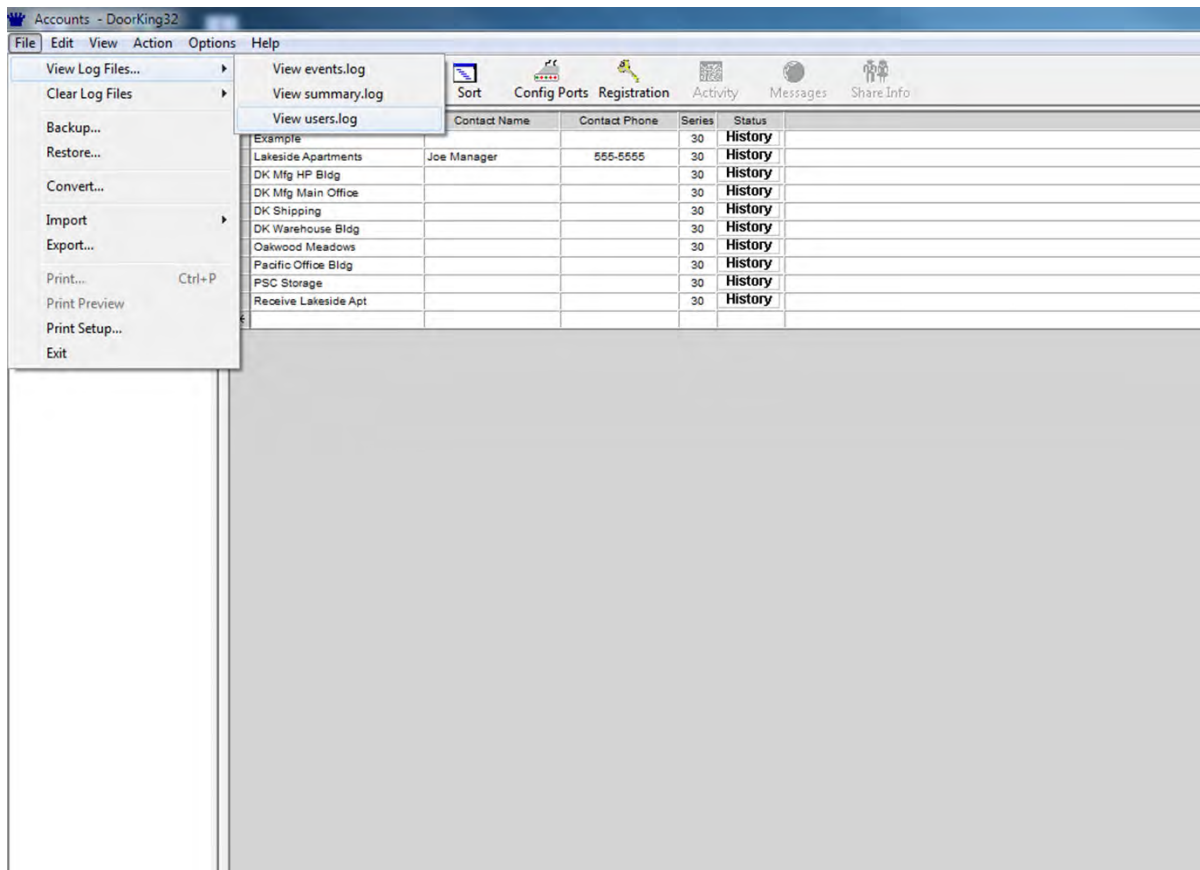 Accounts - DoorKing32
File Edit View Action Options Help
View Log Files...
Clear Log Files
Backup...
Restore...
Convert...
Import
Export...
Print... Ctrl+P
Print Preview
Print Setup...
Exit
View events.log
View summary.log
View users.log
Sort Config Ports Registration Activity Messages Share Info
Contact Name Contact Phone Series Status
Example 30 History
Lakeside Apartments Joe Manager 555-5555 30 History
DK Mfg HP Bldg 30 History
DK Mfg Main Office 30 History
DK Shipping 30 History
DK Warehouse Bldg 30 History
Oakwood Meadows 30 History
Pacific Office Bldg 30 History
PSC Storage 30 History
Receive Lakeside Apt 30 History